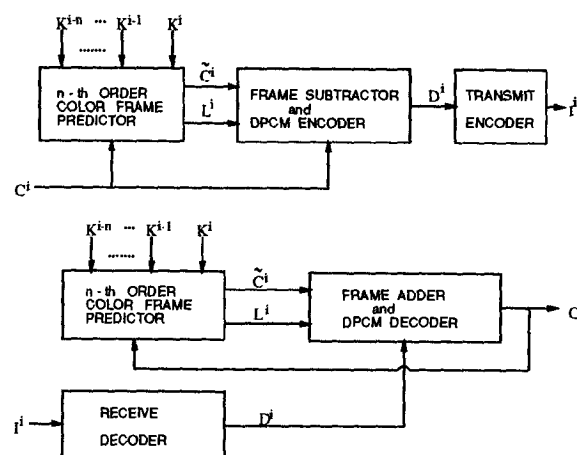 K^{i-n} ... K^{i-1} K^i
.......
n - th ORDER
COLOR FRAME
PREDICTOR
C̃^i
L^i
FRAME SUBTRACTOR
and
DPCM ENCODER
D^i
TRANSMIT
ENCODER
I^i
C^i
K^{i-n} ... K^{i-1} K^i
.......
n - th ORDER
COLOR FRAME
PREDICTOR
C̃^i
L^i
FRAME ADDER
and
DPCM DECODER
C
I^i
RECEIVE
DECODER
D^i